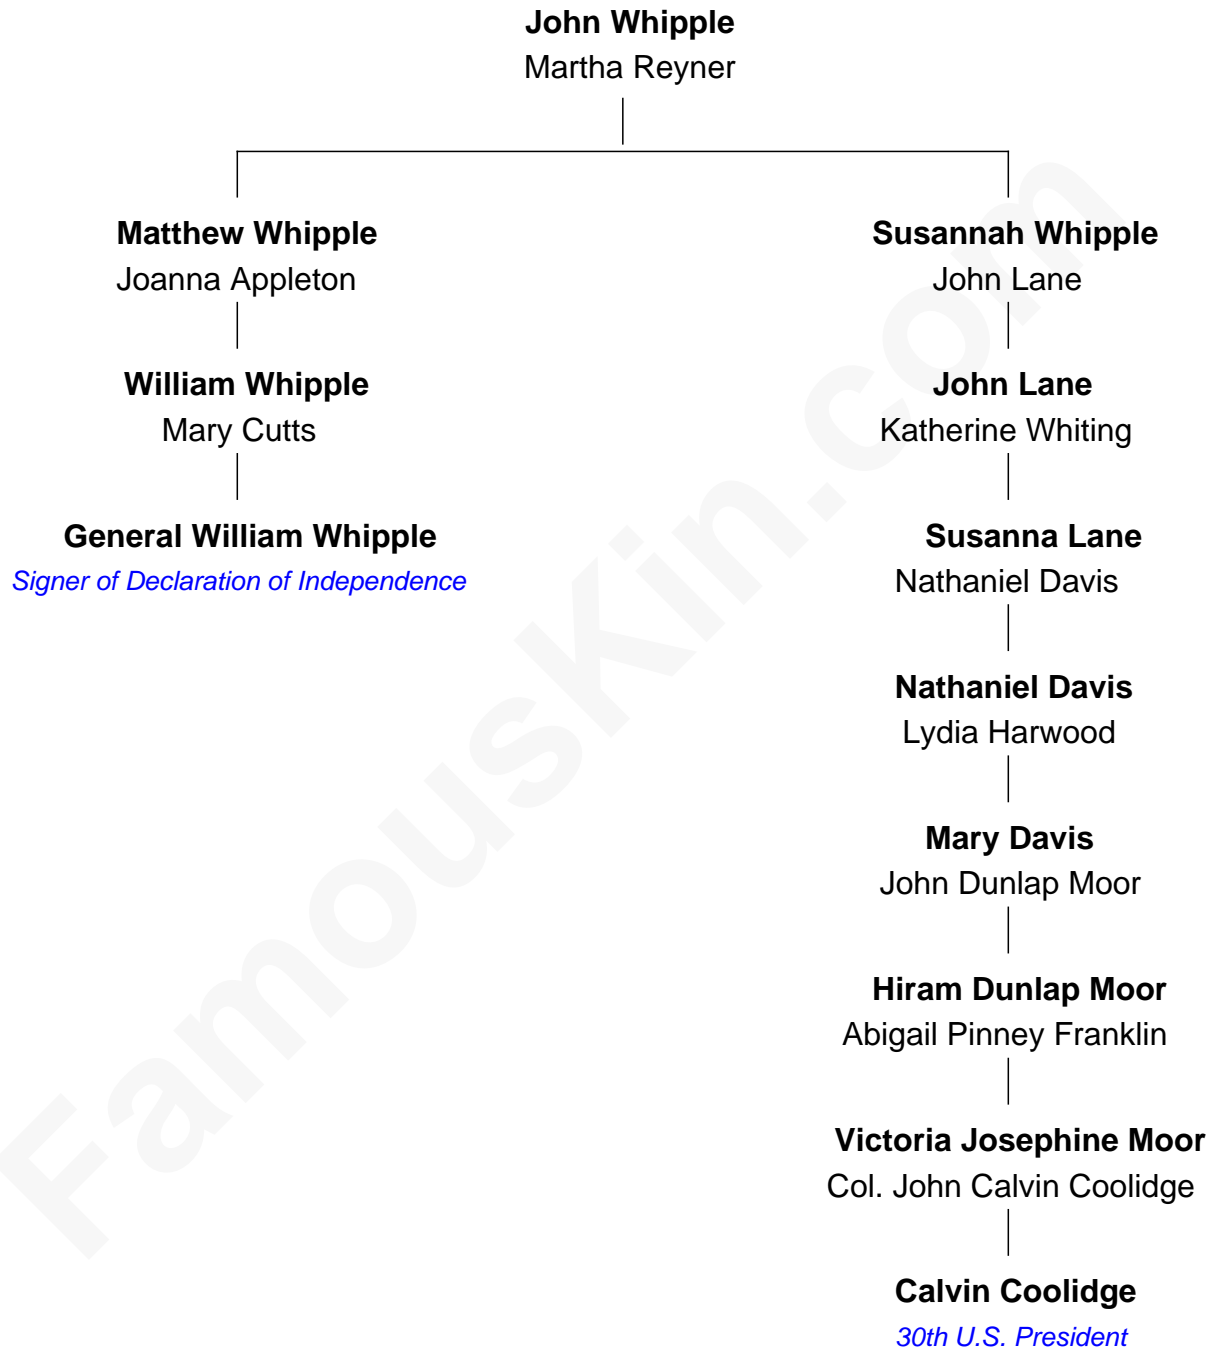 John Whipple
Martha Reyner
Matthew Whipple
Joanna Appleton
William Whipple
Mary Cutts
General William Whipple
Signer of Declaration of Independence
Susannah Whipple
John Lane
John Lane
Katherine Whiting
Susanna Lane
Nathaniel Davis
Nathaniel Davis
Lydia Harwood
Mary Davis
John Dunlap Moor
Hiram Dunlap Moor
Abigail Pinney Franklin
Victoria Josephine Moor
Col. John Calvin Coolidge
Calvin Coolidge
30th U.S. President
FamousKin.com